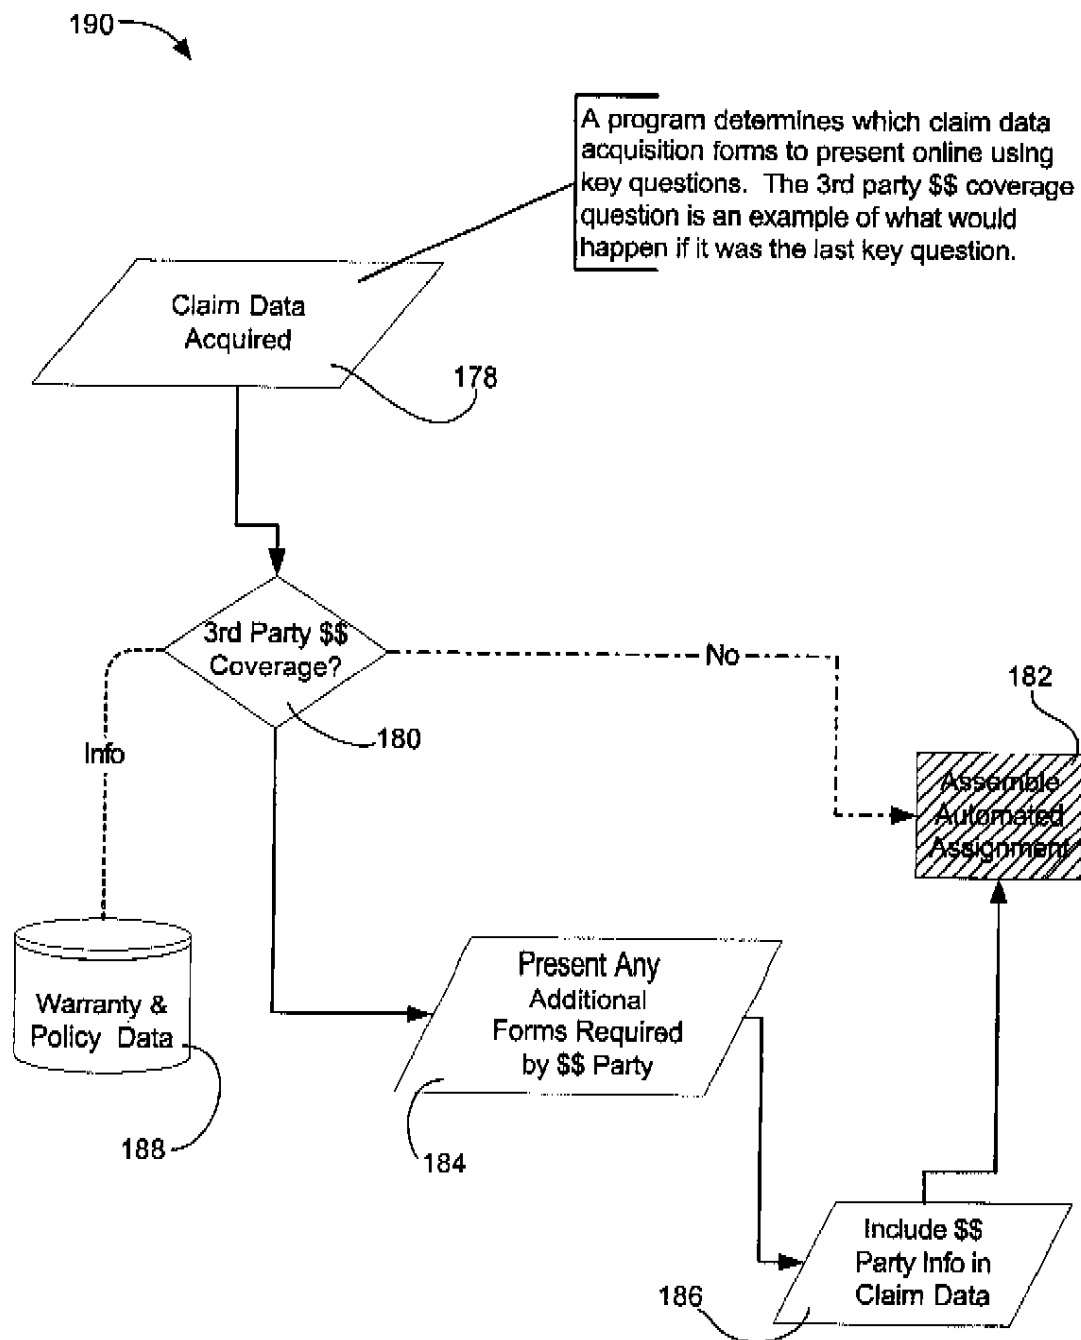 190
A program determines which claim data
acquisition forms to present online using
key questions. The 3rd party $$ coverage
question is an example of what would
happen if it was the last key question.
Claim Data
Acquired
178
3rd Party $$
Coverage?
180
No
Info
182
Assemble
Automated
Assignment
Warranty &
Policy Data
188
Present Any
Additional
Forms Required
by $$ Party
184
Include $$
Party Info in
Claim Data
186